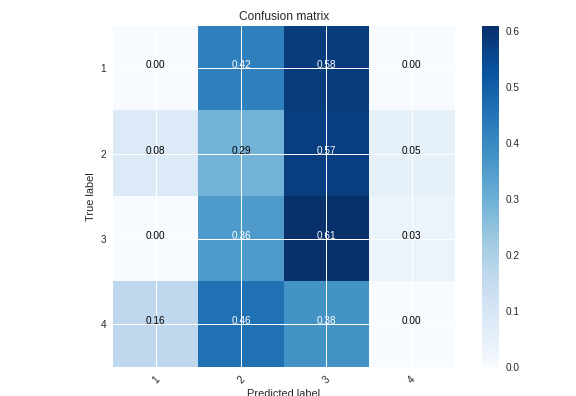 Confusion matrix
0.6
1 0.00 0.42 0.58 0.00
0.5
0.4
2 0.08 0.29 0.57 0.05
True label
0.3
3 0.00 0.36 0.61 0.03
0.2
0.1
4 0.16 0.46 0.38 0.00
0.0
1 2 3 4
Predicted label